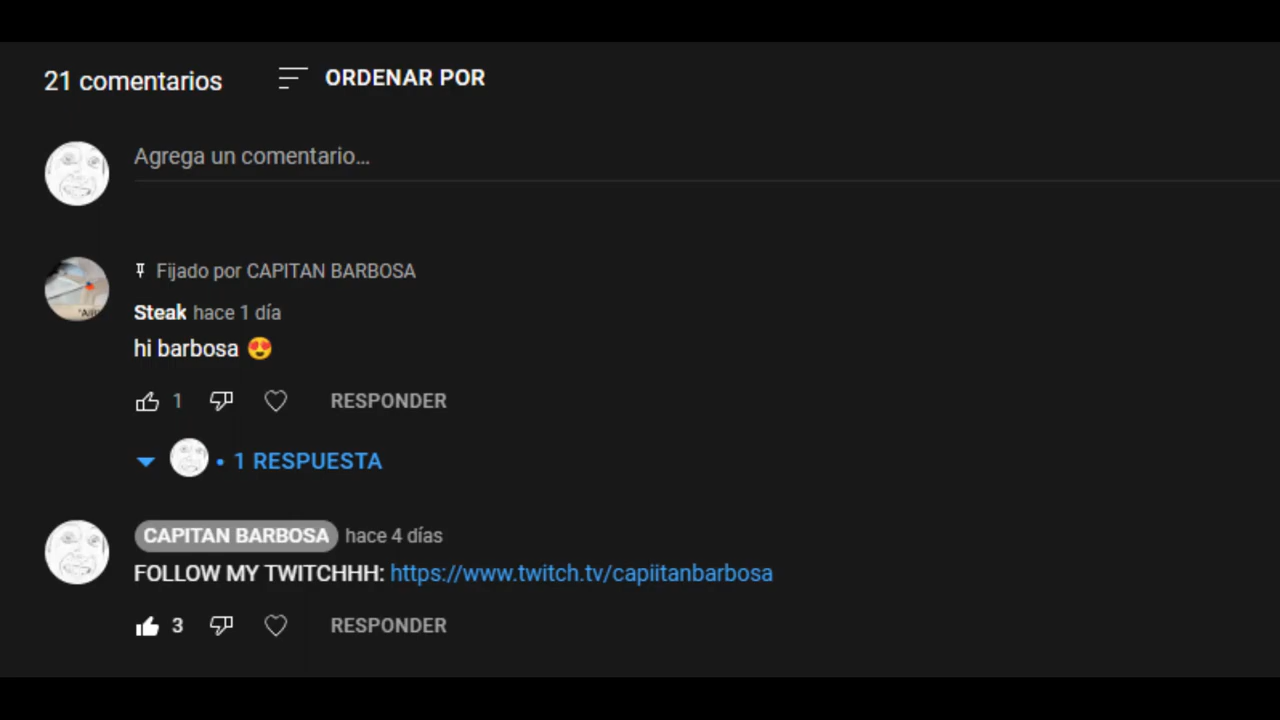 21 comentarios
ORDENAR POR
Agrega un comentario...
Fijado por CAPITAN BARBOSA
Steak hace 1 día
hi barbosa 😍
1
RESPONDER
• 1 RESPUESTA
CAPITAN BARBOSA hace 4 días
FOLLOW MY TWITCHHH: https://www.twitch.tv/capiitanbarbosa
3
RESPONDER